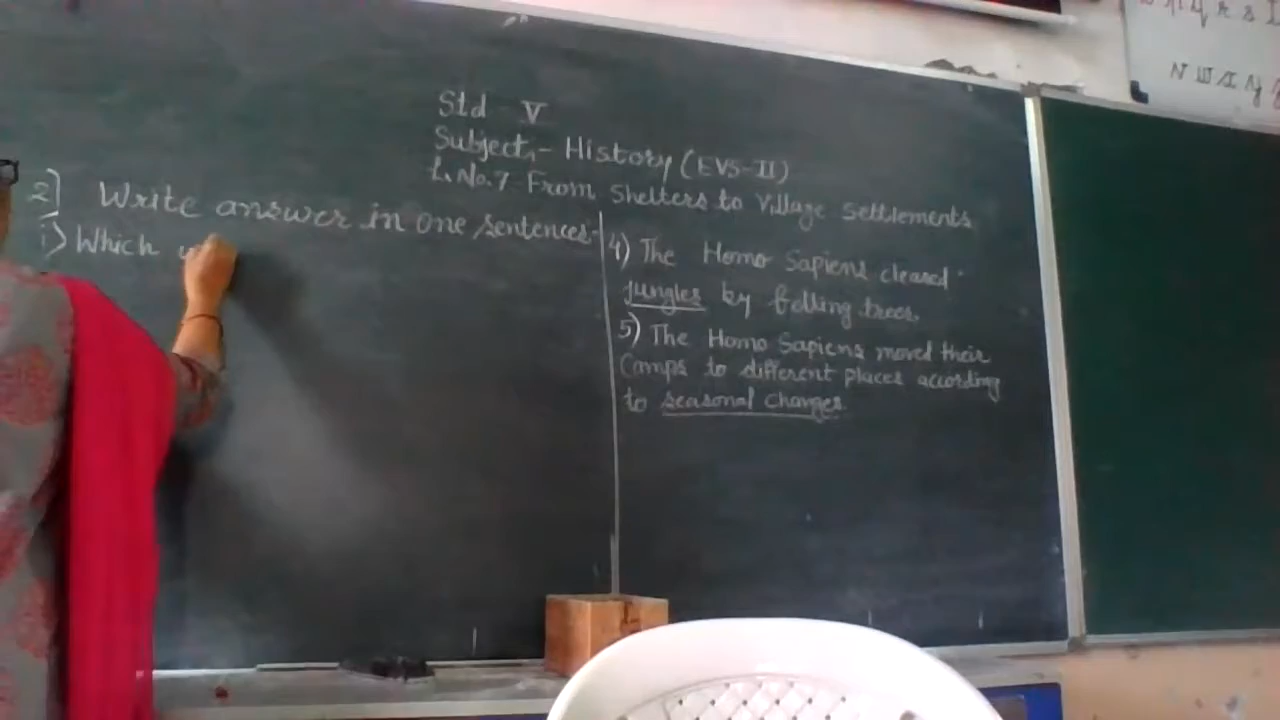 Std - V
Subject:- History (EVS-II)
L.No.7 From Shelters to Village Settlements
2] Write answer in one sentences-
i> Which
4) The Homo Sapiens cleared
jungles by felling trees.
5) The Homo Sapiens moved their
Camps to different places according
to seasonal changes.
N W X Y